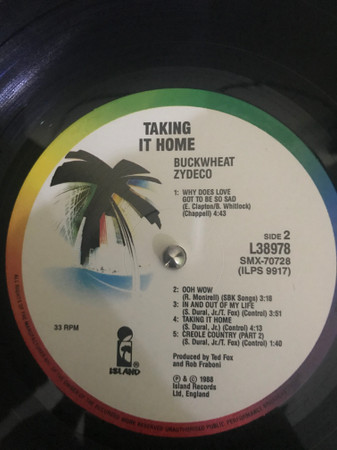 TAKING
IT HOME
BUCKWHEAT
ZYDECO
1: WHY DOES LOVE
GOT TO BE SO SAD
(E. Clapton/B. Whitlock)
(Chappell) 4:43
SIDE 2
L38978
SMX-70728
(ILPS 9917)
2: OOH WOW
(R. Montrell) (SBK Songs) 3:18
3: IN AND OUT OF MY LIFE
(S. Dural, Jr./T. Fox) (Control) 3:51
4: TAKING IT HOME
(S. Dural, Jr.) (Control) 4:13
5: CREOLE COUNTRY (PART 2)
(S. Dural, Jr./T. Fox) (Control) 1:40
33 RPM
Produced by Ted Fox
and Rob Fraboni
ISLAND
℗ & © 1988
Island Records
Ltd, England